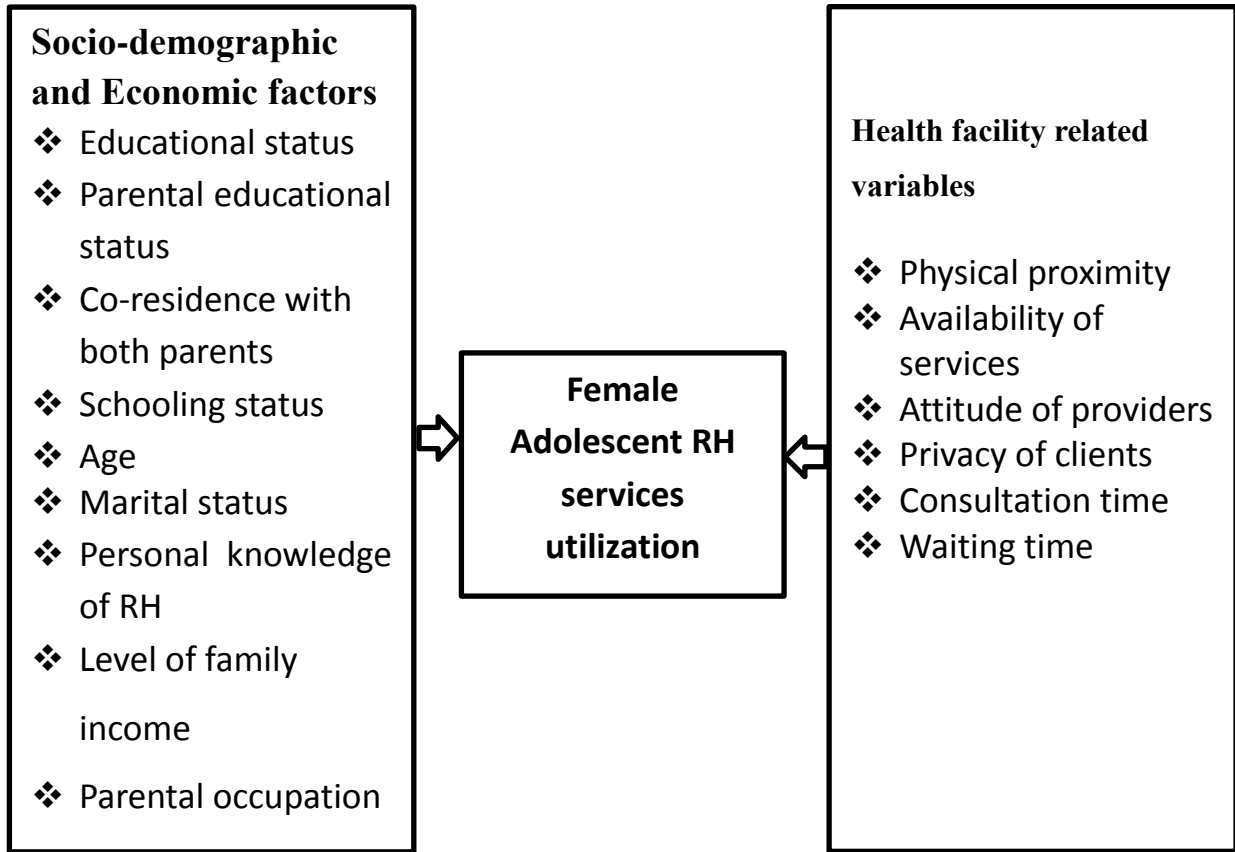 Socio-demographic
and Economic factors
❖ Educational status
❖ Parental educational
status
❖ Co-residence with
both parents
❖ Schooling status
❖ Age
❖ Marital status
❖ Personal knowledge
of RH
❖ Level of family
income
❖ Parental occupation
Female
Adolescent RH
services
utilization
Health facility related
variables
❖ Physical proximity
❖ Availability of
services
❖ Attitude of providers
❖ Privacy of clients
❖ Consultation time
❖ Waiting time